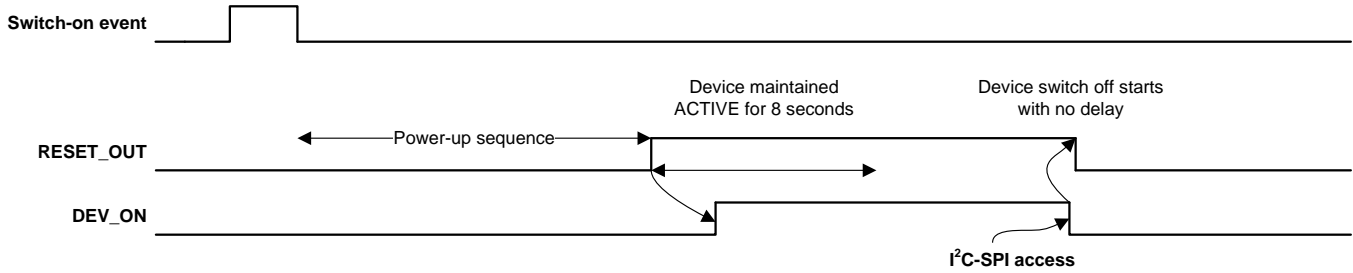 Switch-on event
Device maintained
ACTIVE for 8 seconds
Device switch off starts
with no delay
Power-up sequence
RESET_OUT
DEV_ON
I²C-SPI access